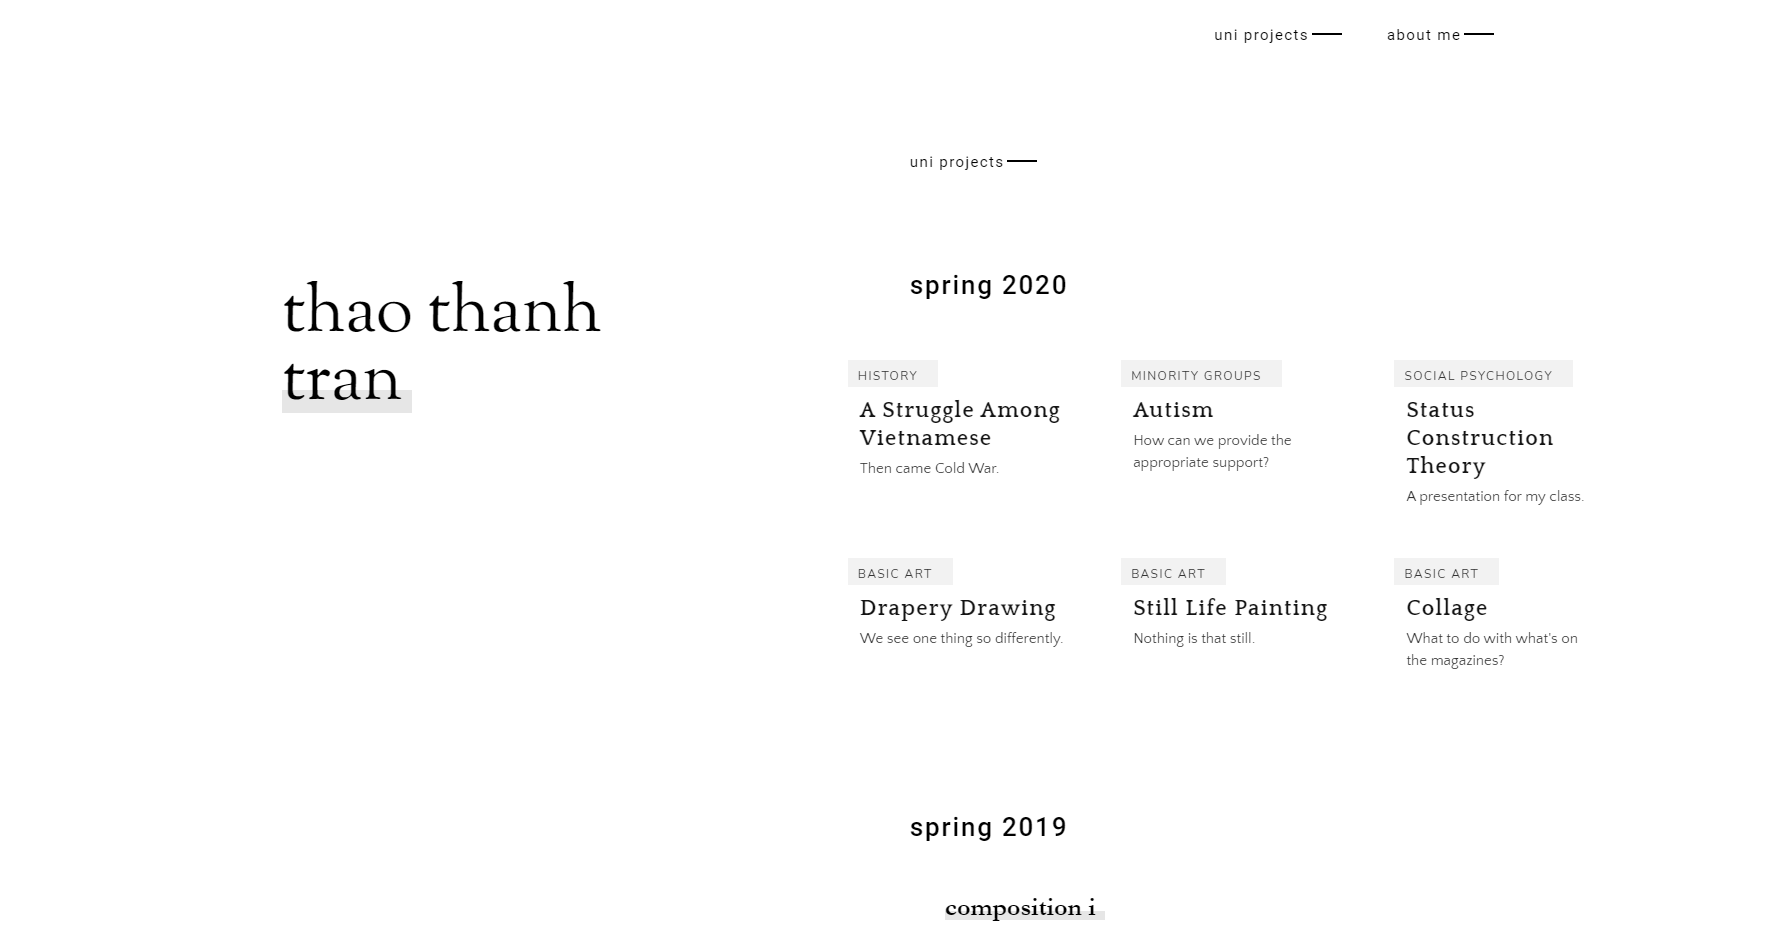 uni projects
about me
uni projects
thao thanh
tran
spring 2020
HISTORY
A Struggle Among
Vietnamese
Then came Cold War.
MINORITY GROUPS
Autism
How can we provide the
appropriate support?
SOCIAL PSYCHOLOGY
Status
Construction
Theory
A presentation for my class.
BASIC ART
Drapery Drawing
We see one thing so differently.
BASIC ART
Still Life Painting
Nothing is that still.
BASIC ART
Collage
What to do with what's on
the magazines?
spring 2019
composition i